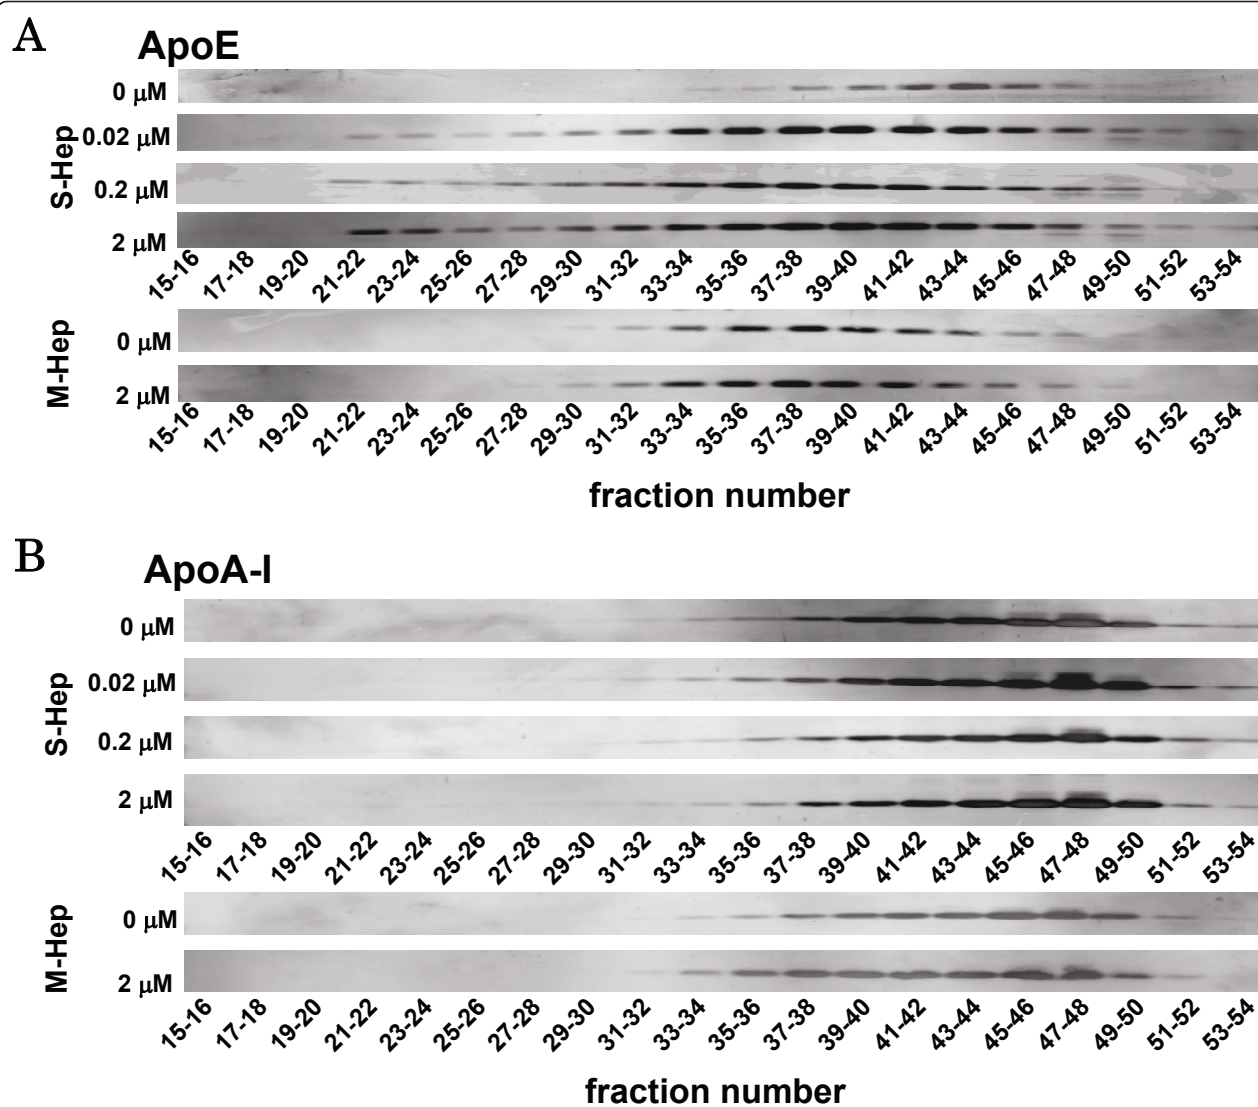 A
ApoE
S-Hep
0 μM
0.02 μM
0.2 μM
2 μM
15-16 17-18 19-20 21-22 23-24 25-26 27-28 29-30 31-32 33-34 35-36 37-38 39-40 41-42 43-44 45-46 47-48 49-50 51-52 53-54
M-Hep
0 μM
2 μM
15-16 17-18 19-20 21-22 23-24 25-26 27-28 29-30 31-32 33-34 35-36 37-38 39-40 41-42 43-44 45-46 47-48 49-50 51-52 53-54
fraction number
B
ApoA-I
S-Hep
0 μM
0.02 μM
0.2 μM
2 μM
15-16 17-18 19-20 21-22 23-24 25-26 27-28 29-30 31-32 33-34 35-36 37-38 39-40 41-42 43-44 45-46 47-48 49-50 51-52 53-54
M-Hep
0 μM
2 μM
15-16 17-18 19-20 21-22 23-24 25-26 27-28 29-30 31-32 33-34 35-36 37-38 39-40 41-42 43-44 45-46 47-48 49-50 51-52 53-54
fraction number